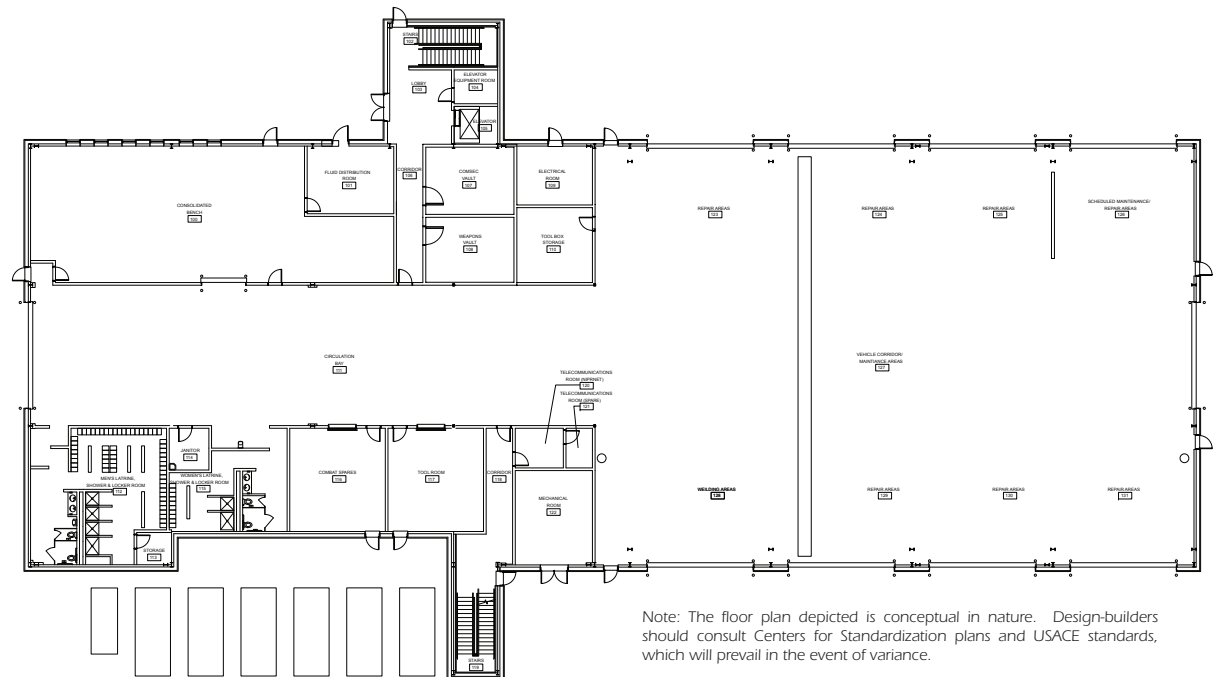 STAIRS
102
LOBBY
103
ELEVATOR
EQUIPMENT ROOM
104
ELEVATOR
105
FLUID DISTRIBUTION
ROOM
101
CORRIDOR
106
COMSEC
VAULT
107
ELECTRICAL
ROOM
109
CONSOLIDATED
BENCH
100
WEAPONS
VAULT
108
TOOL BOX
STORAGE
110
REPAIR AREAS
123
REPAIR AREAS
124
REPAIR AREAS
125
SCHEDULED MAINTENANCE/
REPAIR AREAS
126
CIRCULATION
BAY
111
VEHICLE CORRIDOR/
MAINTIANCE AREAS
127
TELECOMMUNICATIONS
ROOM (NIPRNET)
120
TELECOMMUNICATIONS
ROOM (SPARE)
121
JANITOR
114
MEN'S LATRINE,
SHOWER & LOCKER ROOM
112
WOMEN'S LATRINE,
SHOWER & LOCKER ROOM
115
COMBAT SPARES
116
TOOL ROOM
117
CORRIDOR
118
MECHANICAL
ROOM
122
WEILDING AREAS
128
REPAIR AREAS
129
REPAIR AREAS
130
REPAIR AREAS
131
STORAGE
113
STAIRS
119
Note: The floor plan depicted is conceptual in nature. Design-builders
should consult Centers for Standardization plans and USACE standards,
which will prevail in the event of variance.